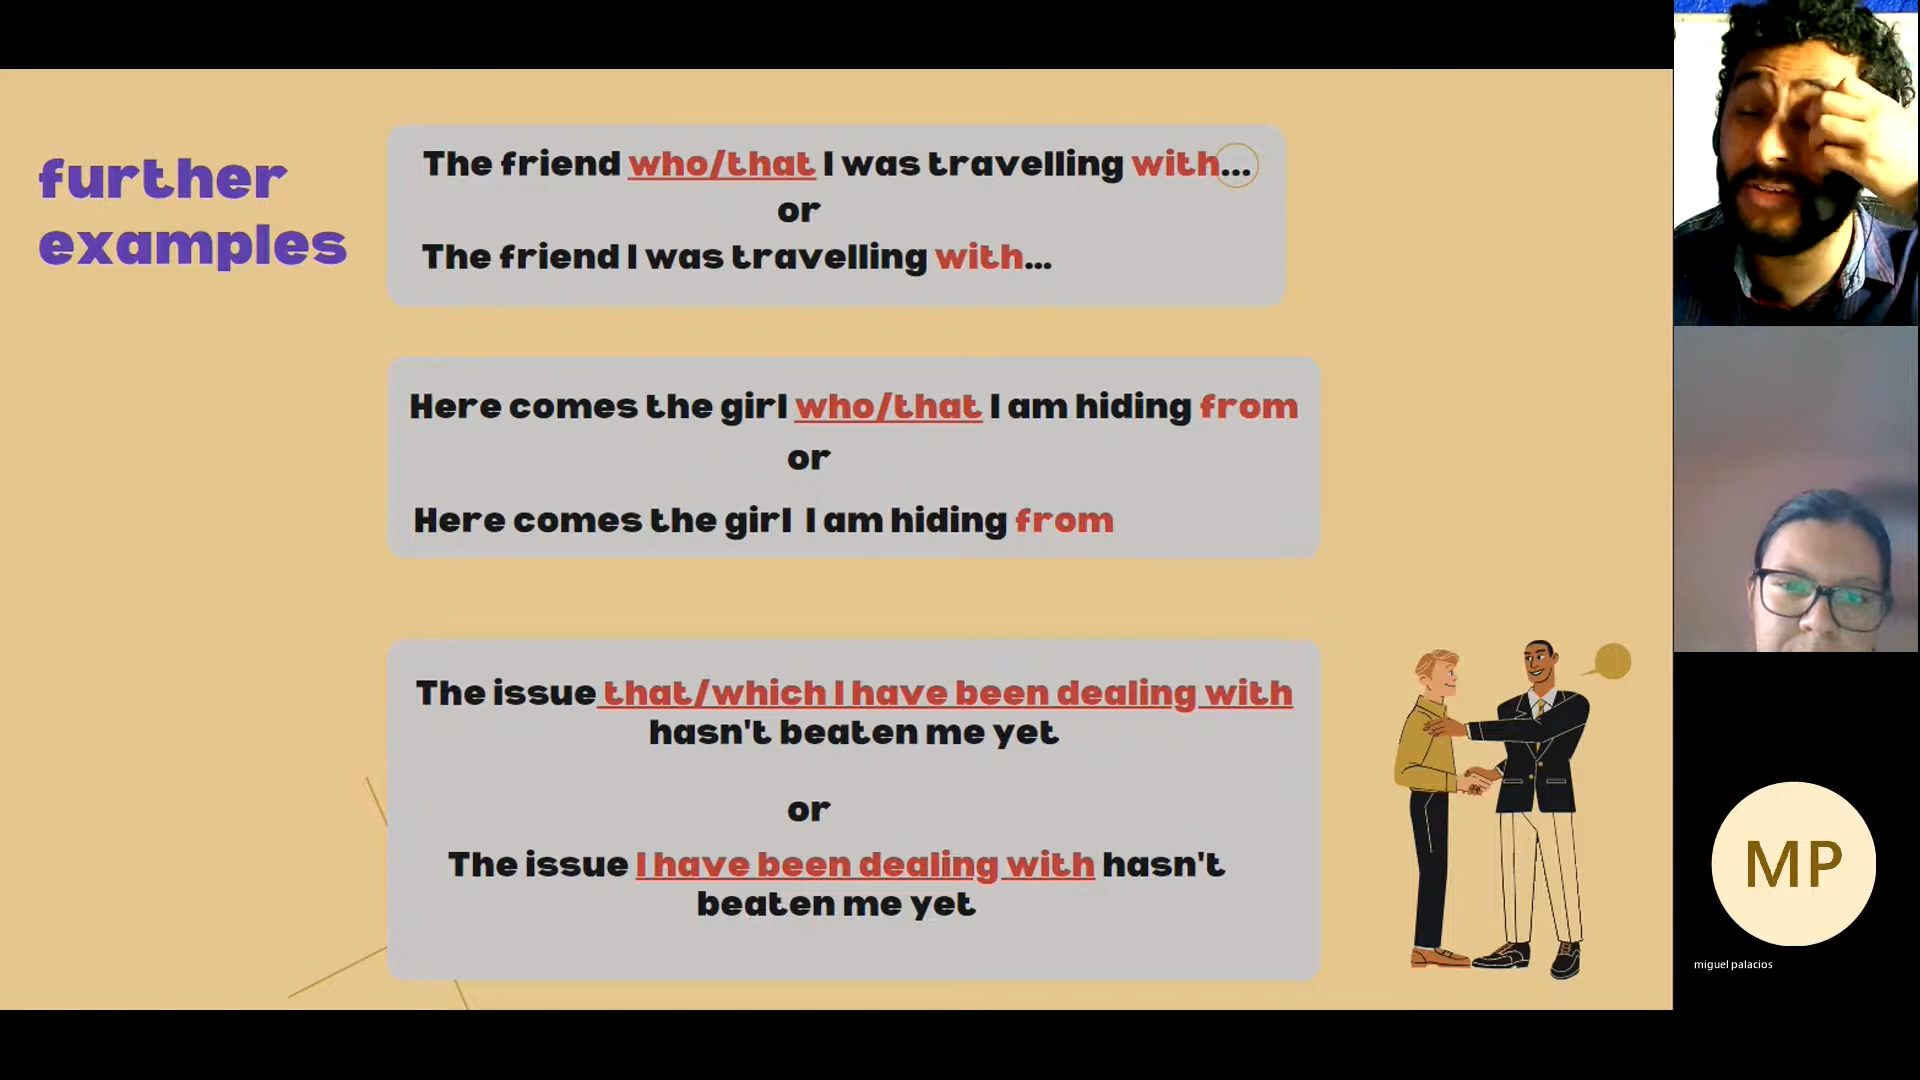 further
examples
The friend who/that I was travelling with...
or
The friend I was travelling with...
Here comes the girl who/that I am hiding from
or
Here comes the girl I am hiding from
The issue that/which I have been dealing with
hasn't beaten me yet
or
The issue I have been dealing with hasn't
beaten me yet
MP
miguel palacios